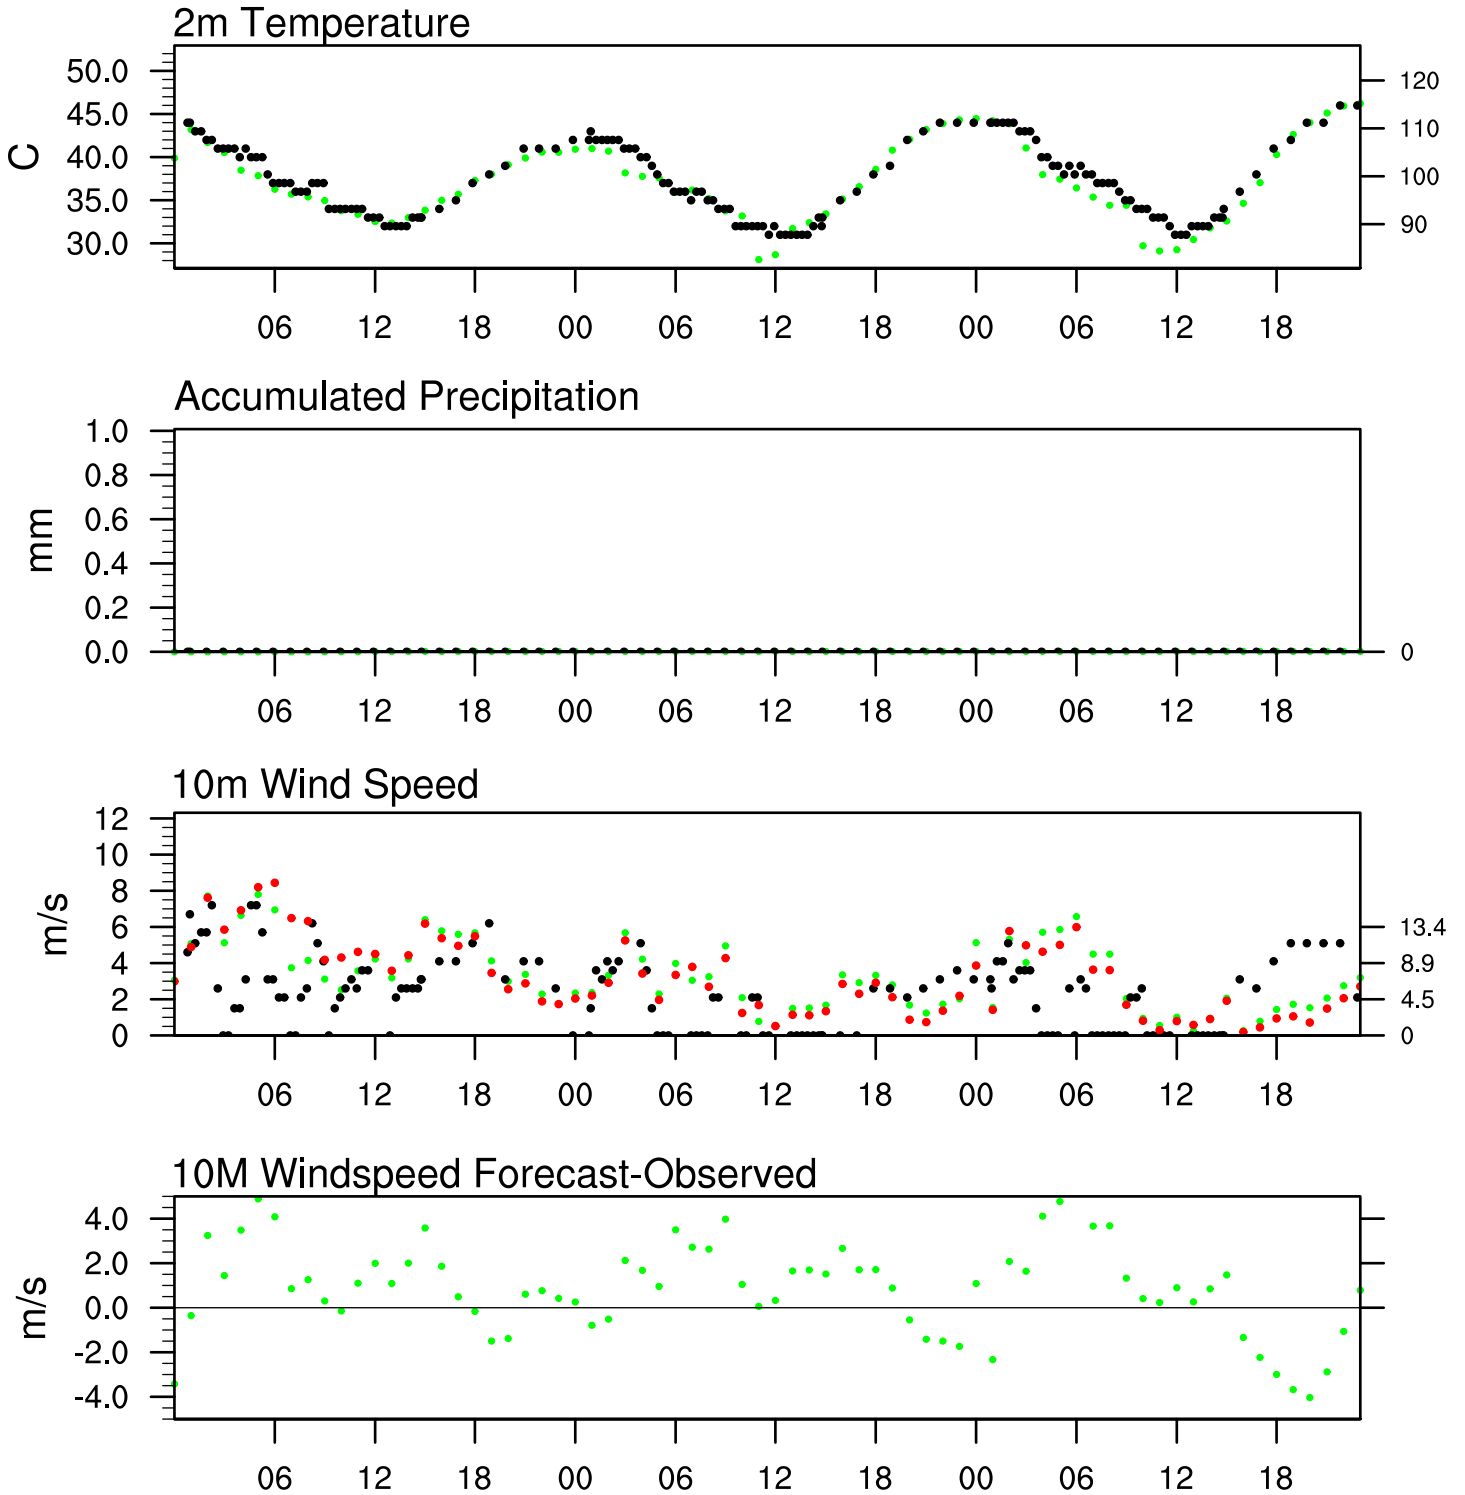 2m Temperature
50.0
45.0
40.0
35.0
30.0
C
120
110
100
90
06 12 18 00 06 12 18 00 06 12 18
Accumulated Precipitation
1.0
0.8
0.6
0.4
0.2
0.0
mm
0
06 12 18 00 06 12 18 00 06 12 18
10m Wind Speed
12
10
8
6
4
2
0
m/s
13.4
8.9
4.5
0
06 12 18 00 06 12 18 00 06 12 18
10M Windspeed Forecast-Observed
4.0
2.0
0.0
-2.0
-4.0
m/s
06 12 18 00 06 12 18 00 06 12 18